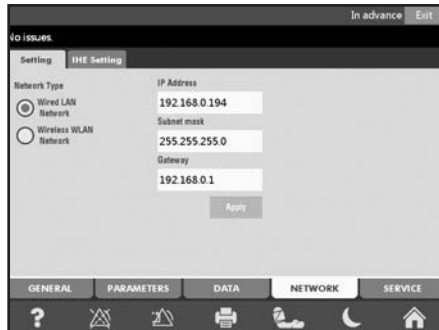 In advance Exit
No issues.
Setting IHE Setting
Network Type
Wired LAN
Network
Wireless WLAN
Network
IP Address
192.168.0.194
Subnet mask
255.255.255.0
Gateway
192.168.0.1
Apply
GENERAL PARAMETERS DATA NETWORK SERVICE
?